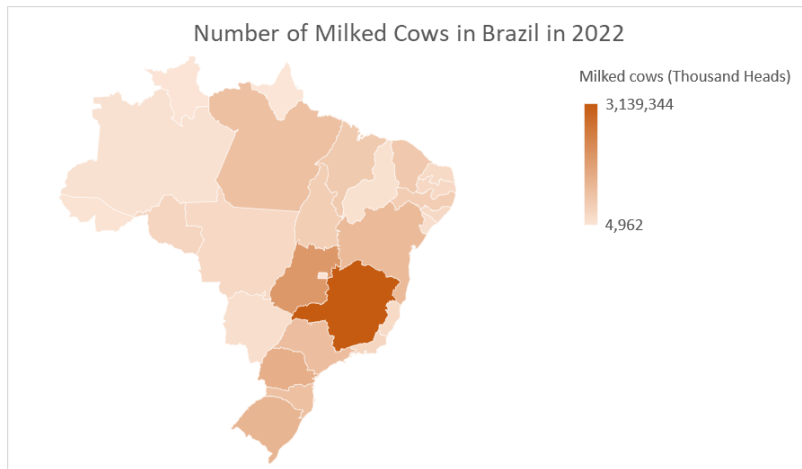 Number of Milked Cows in Brazil in 2022
Milked cows (Thousand Heads)
3,139,344
4,962